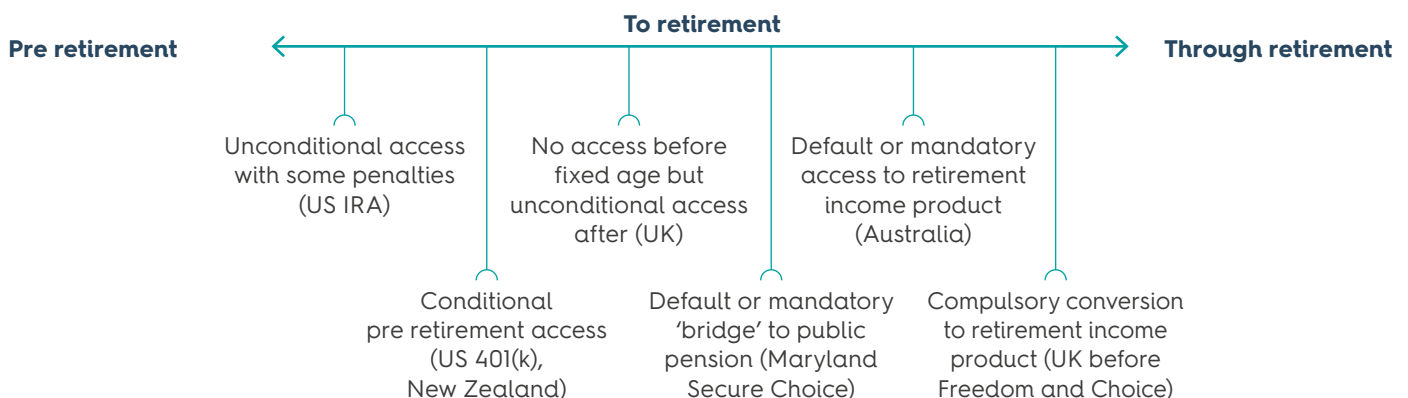 To retirement
Pre retirement
Through retirement
Unconditional access
with some penalties
(US IRA)
No access before
fixed age but
unconditional access
after (UK)
Default or mandatory
access to retirement
income product
(Australia)
Conditional
pre retirement access
(US 401(k),
New Zealand)
Default or mandatory
‘bridge’ to public
pension (Maryland
Secure Choice)
Compulsory conversion
to retirement income
product (UK before
Freedom and Choice)